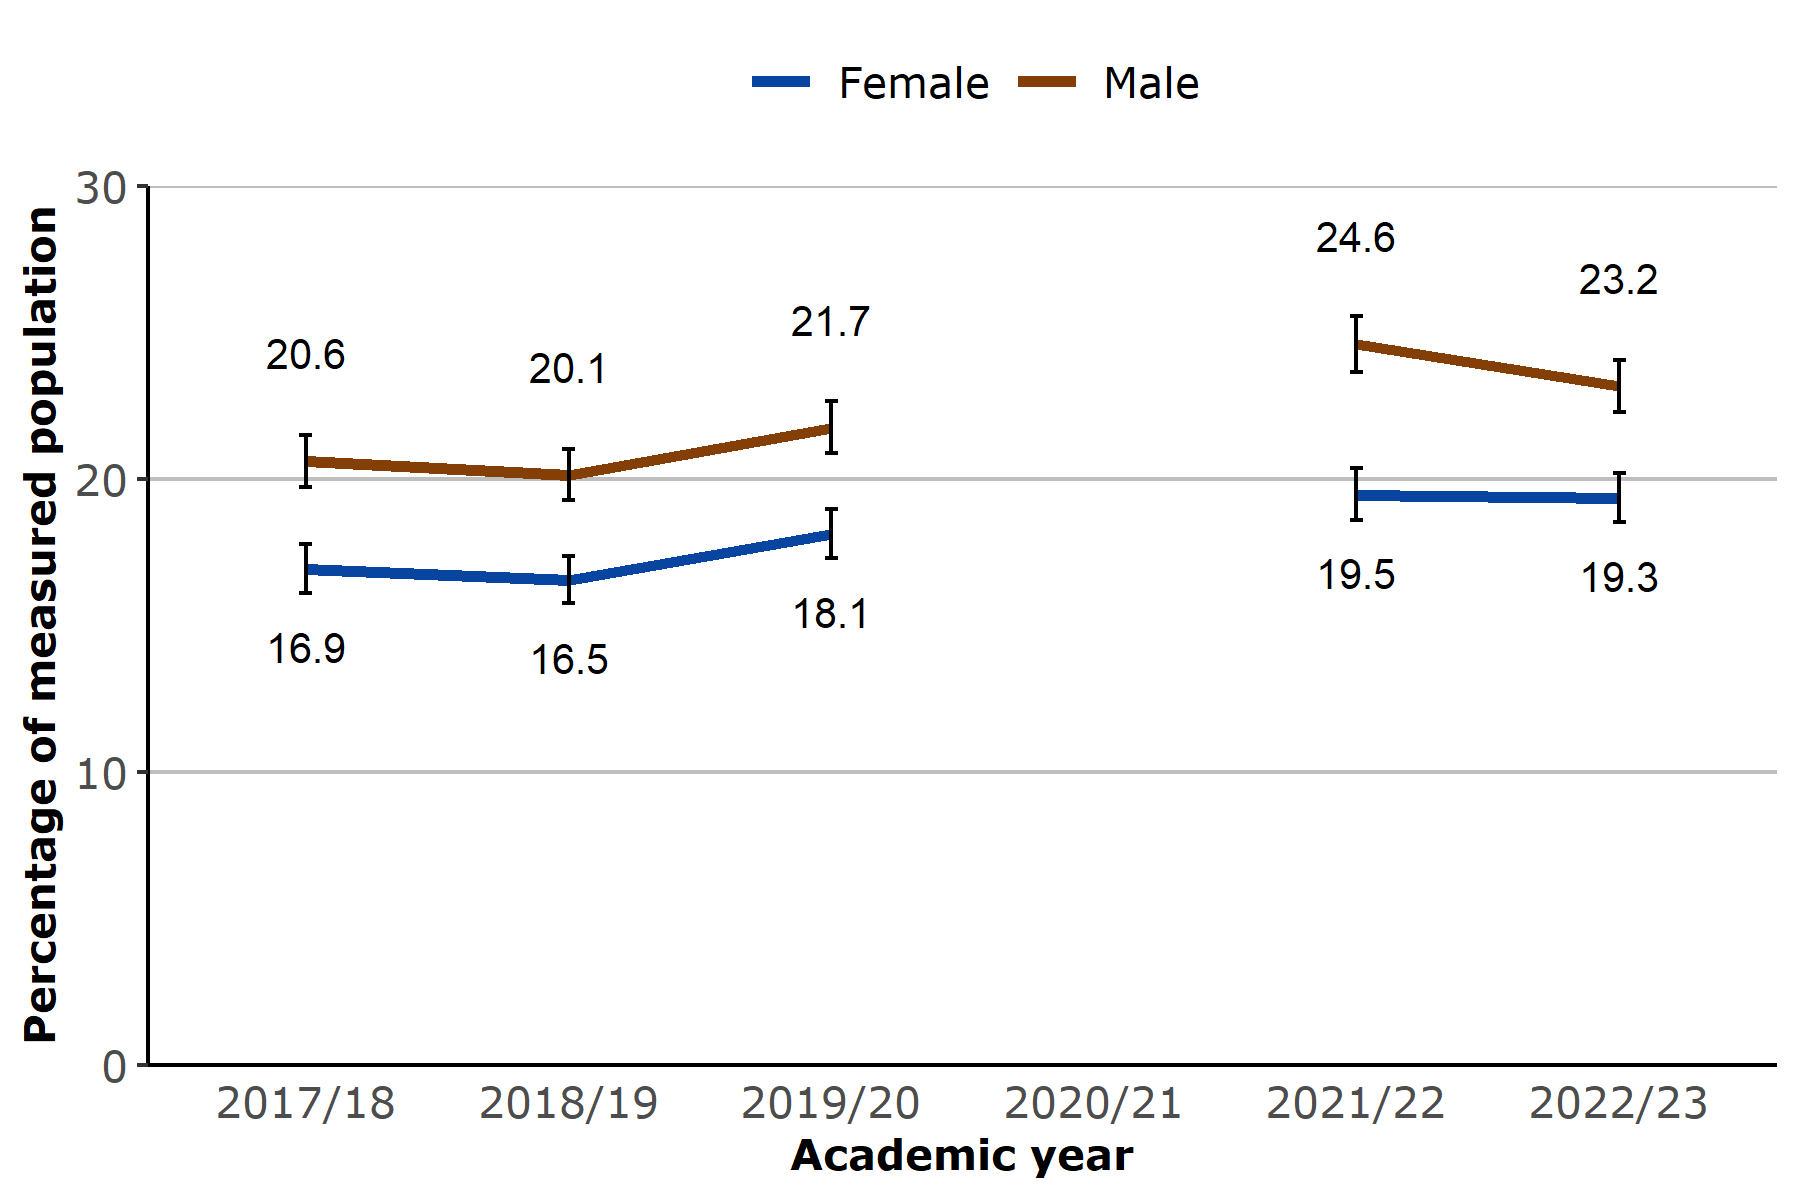 Female Male
30
20
10
0
Percentage of measured population
20.6 20.1 21.7 24.6 23.2
16.9 16.5 18.1 19.5 19.3
2017/18 2018/19 2019/20 2020/21 2021/22 2022/23
Academic year